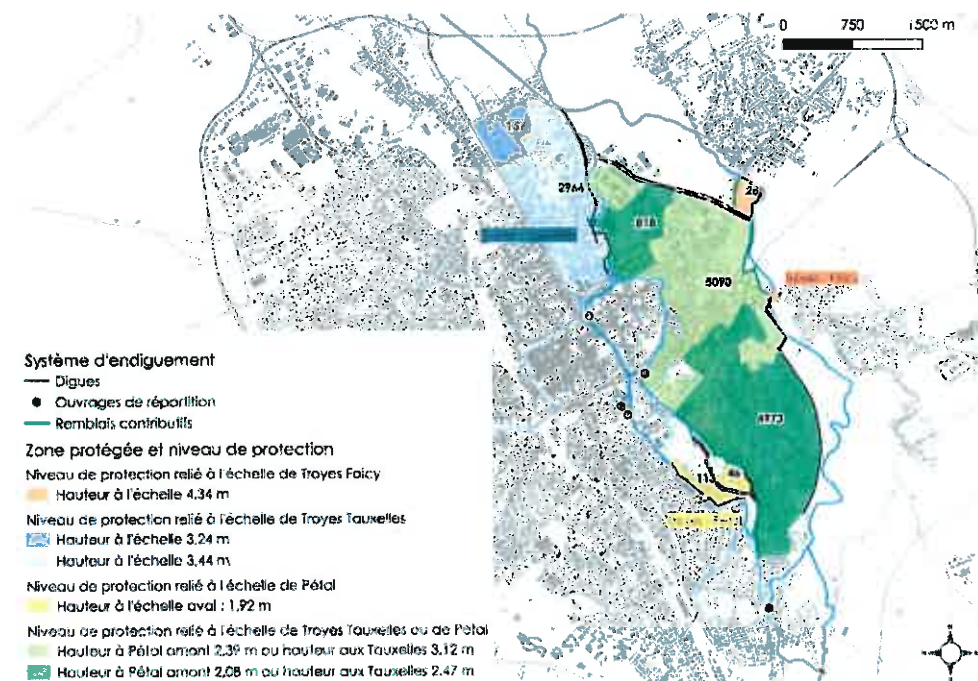 0 750 1500 m
2964
26
818
5090
4973
113
Système d'endiguement
Digues
Ouvrages de répartition
Remblais contributifs
Zone protégée et niveau de protection
Niveau de protection relié à l'échelle de Troyes Foicy
Hauteur à l'échelle 4,34 m
Niveau de protection relié à l'échelle de Troyes Tauxelles
Hauteur à l'échelle 3,24 m
Hauteur à l'échelle 3,44 m
Niveau de protection relié à l'échelle de Pétal
Hauteur à l'échelle aval : 1,92 m
Niveau de protection relié à l'échelle de Troyes Tauxelles ou de Pétal
Hauteur à Pétal amont 2,39 m ou hauteur aux Tauxelles 3,12 m
Hauteur à Pétal amont 2,08 m ou hauteur aux Tauxelles 2,47 m